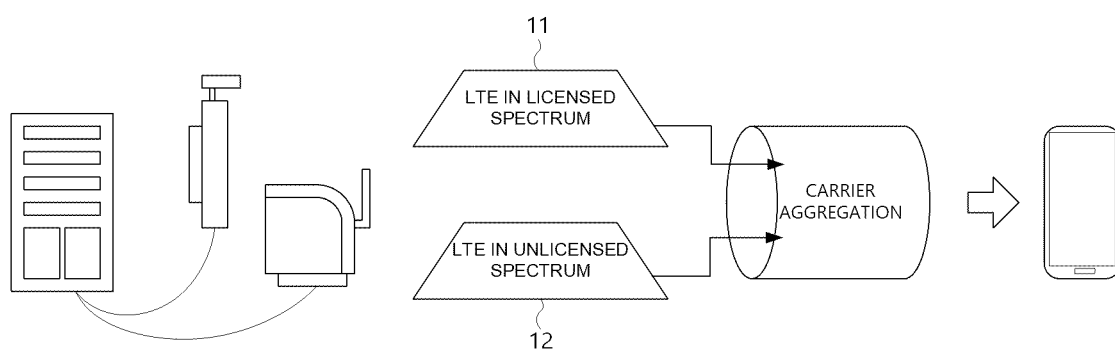 11
LTE IN LICENSED
SPECTRUM
CARRIER
AGGREGATION
LTE IN UNLICENSED
SPECTRUM
12